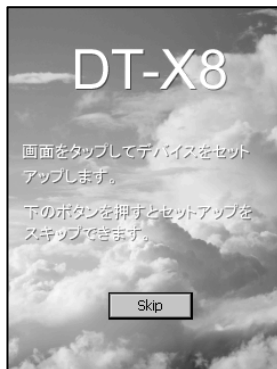 DT-X8
画面をタップしてデバイスをセット
アップします。
下のボタンを押すとセットアップを
スキップできます。
Skip